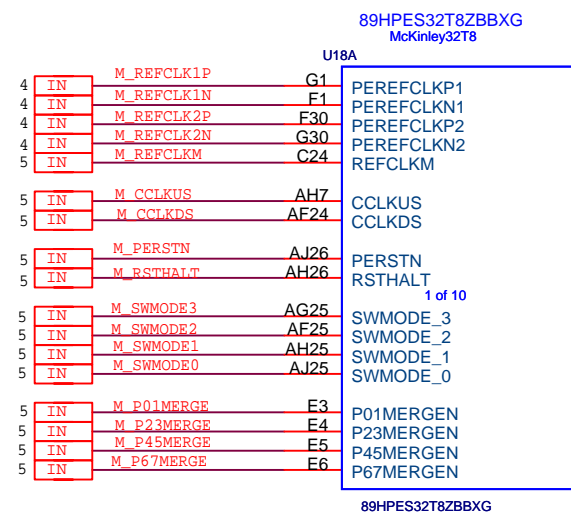 89HPES32T8ZBBXG
McKinley32T8
U18A
4 IN M_REFCLK1P G1 PEREFCLKP1
4 IN M_REFCLK1N F1 PEREFCLKN1
4 IN M_REFCLK2P F30 PEREFCLKP2
4 IN M_REFCLK2N G30 PEREFCLKN2
5 IN M_REFCLKM C24 REFCLKM
5 IN M_CCLKUS AH7 CCLKUS
5 IN M_CCLKDS AF24 CCLKDS
5 IN M_PERSTN AJ26 PERSTN
5 IN M_RSTHALT AH26 RSTHALT
1 of 10
5 IN M_SWMODE3 AG25 SWMODE_3
5 IN M_SWMODE2 AF25 SWMODE_2
5 IN M_SWMODE1 AH25 SWMODE_1
5 IN M_SWMODE0 AJ25 SWMODE_0
5 IN M_P01MERGE E3 P01MERGEN
5 IN M_P23MERGE E4 P23MERGEN
5 IN M_P45MERGE E5 P45MERGEN
5 IN M_P67MERGE E6 P67MERGEN
89HPES32T8ZBBXG